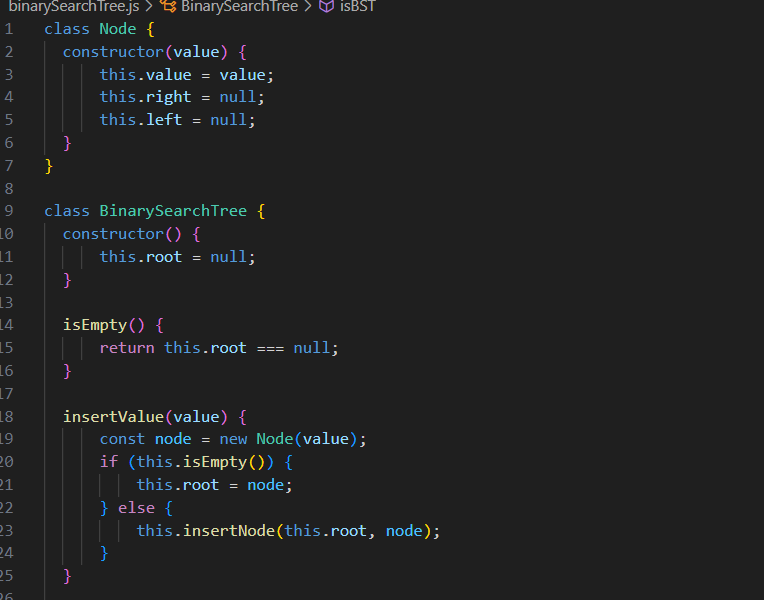 binarySearchTree.js > BinarySearchTree > isBST
1 class Node {
2 constructor(value) {
3 this.value = value;
4 this.right = null;
5 this.left = null;
6 }
7 }
8
9 class BinarySearchTree {
10 constructor() {
11 this.root = null;
12 }
13
14 isEmpty() {
15 return this.root === null;
16 }
17
18 insertValue(value) {
19 const node = new Node(value);
20 if (this.isEmpty()) {
21 this.root = node;
22 } else {
23 this.insertNode(this.root, node);
24 }
25 }
26